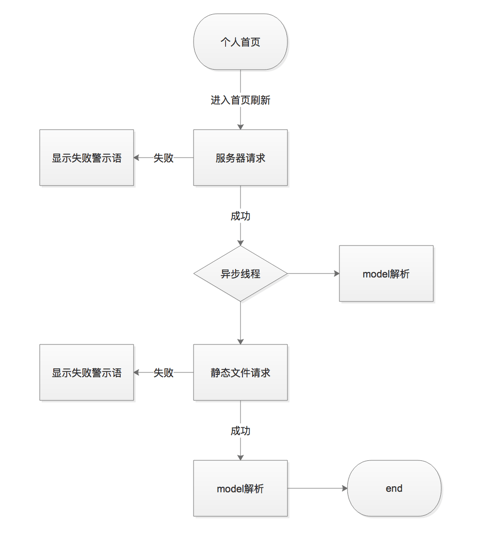 个人首页
进入首页刷新
显示失败警示语
失败
服务器请求
成功
异步线程
model解析
显示失败警示语
失败
静态文件请求
成功
model解析
end